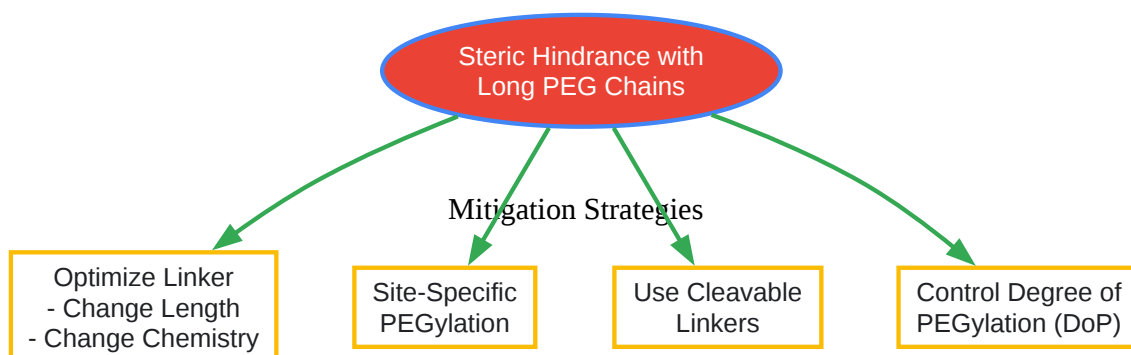 Steric Hindrance with
Long PEG Chains
Mitigation Strategies
Optimize Linker
- Change Length
- Change Chemistry
Site-Specific
PEGylation
Use Cleavable
Linkers
Control Degree of
PEGylation (DoP)